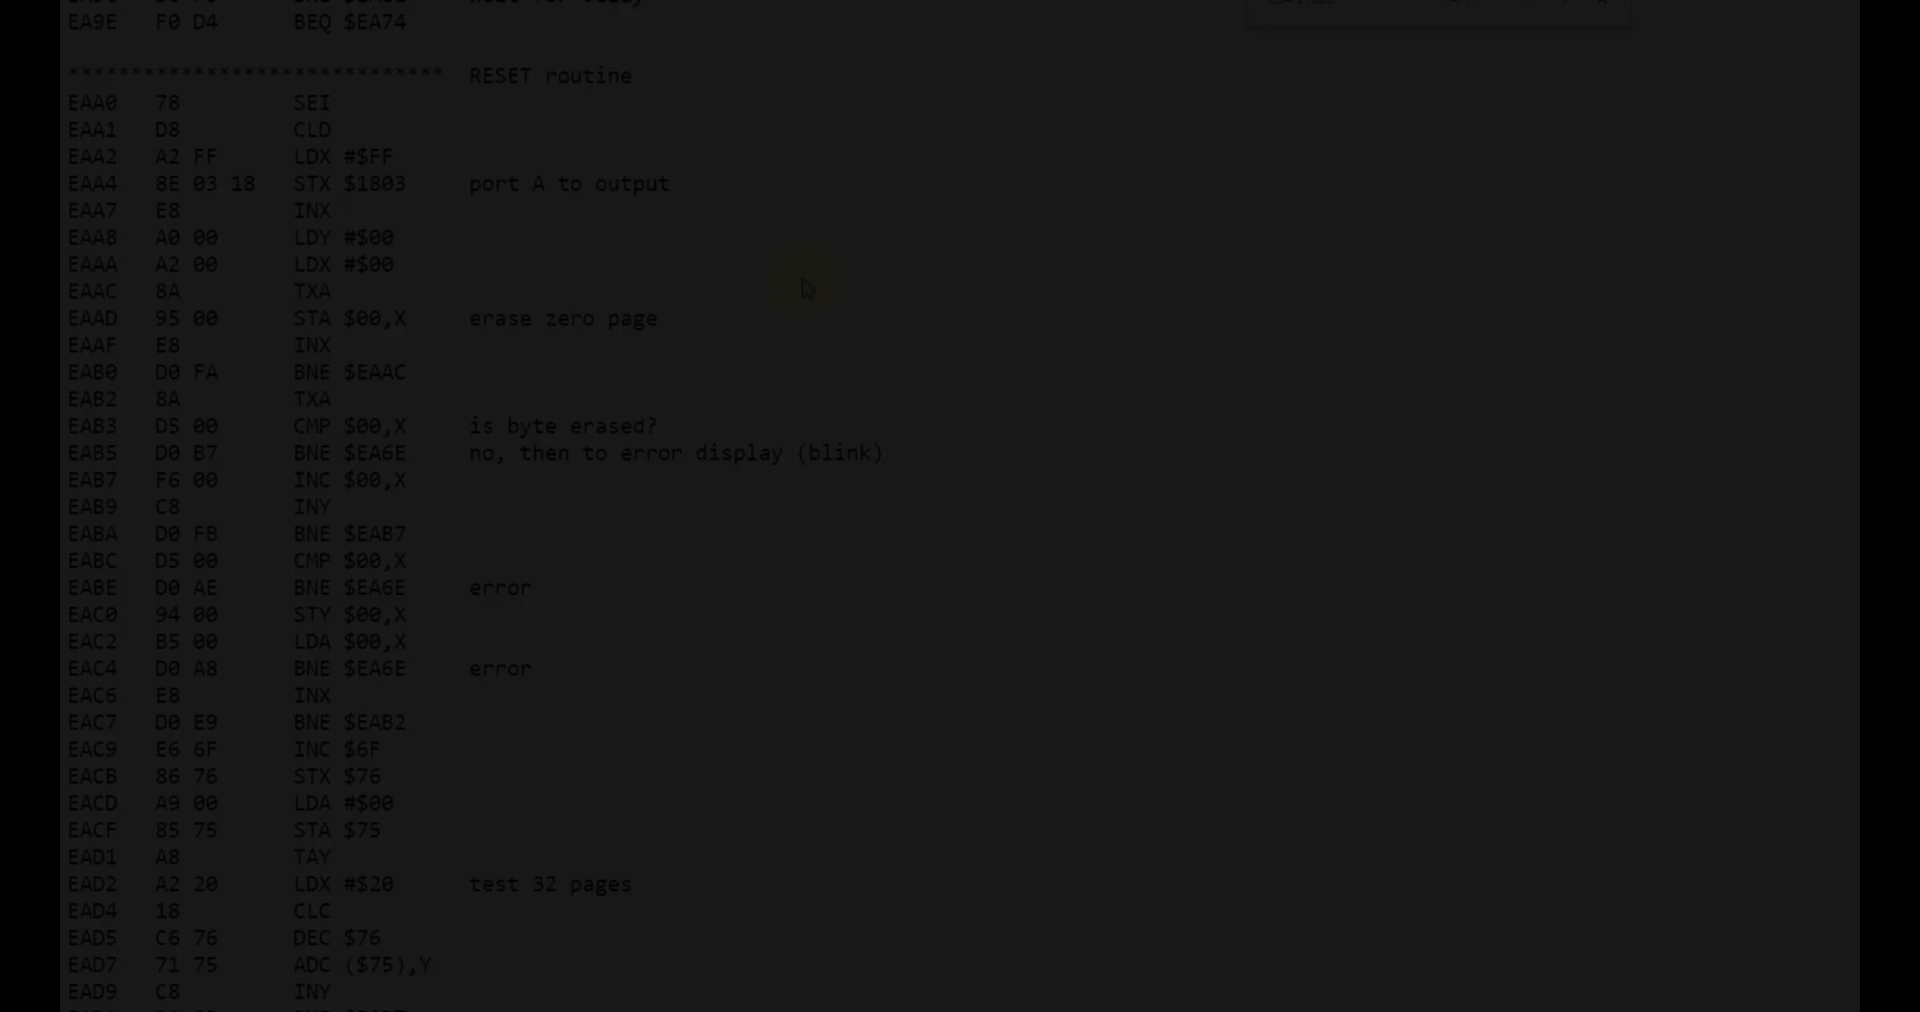 EA9E F0 D4 BEQ $EA74
****************************** RESET routine
EAA0 78 SEI
EAA1 D8 CLD
EAA2 A2 FF LDX #$FF
EAA4 8E 03 18 STX $1803 port A to output
EAA7 E8 INX
EAA8 A0 00 LDY #$00
EAAA A2 00 LDX #$00
EAAC 8A TXA
EAAD 95 00 STA $00,X erase zero page
EAAF E8 INX
EAB0 D0 FA BNE $EAAC
EAB2 8A TXA
EAB3 D5 00 CMP $00,X is byte erased?
EAB5 D0 B7 BNE $EA6E no, then to error display (blink)
EAB7 F6 00 INC $00,X
EAB9 C8 INY
EABA D0 FB BNE $EAB7
EABC D5 00 CMP $00,X
EABE D0 AE BNE $EA6E error
EAC0 94 00 STY $00,X
EAC2 B5 00 LDA $00,X
EAC4 D0 A8 BNE $EA6E error
EAC6 E8 INX
EAC7 D0 E9 BNE $EAB2
EAC9 E6 6F INC $6F
EACB 86 76 STX $76
EACD A9 00 LDA #$00
EACF 85 75 STA $75
EAD1 A8 TAY
EAD2 A2 20 LDX #$20 test 32 pages
EAD4 18 CLC
EAD5 C6 76 DEC $76
EAD7 71 75 ADC ($75),Y
EAD9 C8 INY